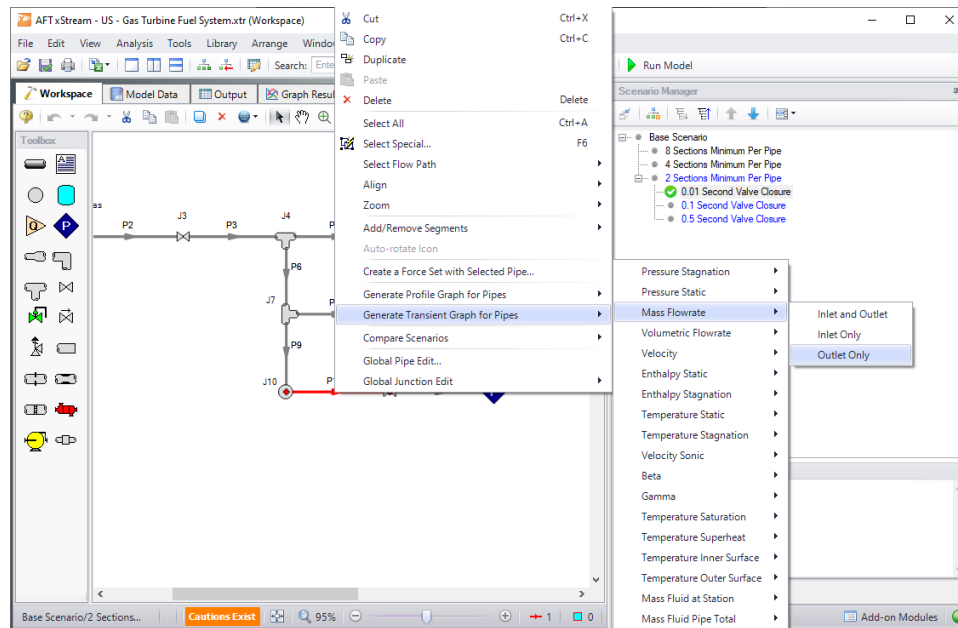 AFT xStream - US - Gas Turbine Fuel System.xtr (Workspace)
File Edit View Analysis Tools Library Arrange
Search:
Run Model
Workspace Model Data Output
Toolbox
P2
J3
P3
J4
P6
J7
P9
J10
Cut Ctrl+X
Copy Ctrl+C
Duplicate
Paste
Delete Delete
Select All Ctrl+A
Select Special... F6
Select Flow Path
Align
Zoom
Add/Remove Segments
Auto-rotate Icon
Create a Force Set with Selected Pipe...
Generate Profile Graph for Pipes
Generate Transient Graph for Pipes
Compare Scenarios
Global Pipe Edit...
Global Junction Edit
Pressure Stagnation
Pressure Static
Mass Flowrate
Volumetric Flowrate
Velocity
Enthalpy Static
Enthalpy Stagnation
Temperature Static
Temperature Stagnation
Velocity Sonic
Beta
Gamma
Temperature Saturation
Temperature Superheat
Temperature Inner Surface
Temperature Outer Surface
Mass Fluid at Station
Mass Fluid Pipe Total
Inlet and Outlet
Inlet Only
Outlet Only
Scenario Manager
Base Scenario
8 Sections Minimum Per Pipe
4 Sections Minimum Per Pipe
2 Sections Minimum Per Pipe
0.01 Second Valve Closure
0.1 Second Valve Closure
0.5 Second Valve Closure
Base Scenario/2 Sections... Cautions Exist 95% 1 0 Add-on Modules